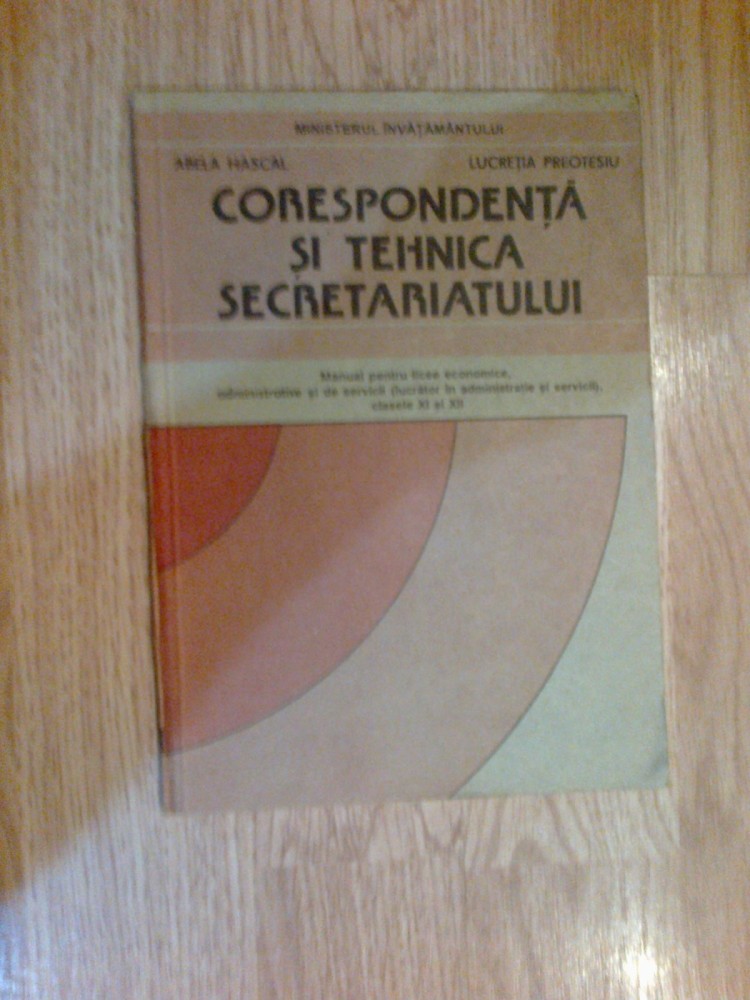 MINISTERUL ÎNVĂȚĂMÂNTULUI
ABELA HASCAL LUCREȚIA PREOTESIU
CORESPONDENȚĂ
ȘI TEHNICA
SECRETARIATULUI
Manual pentru licee economice,
administrative și de servicii (lucrător în administrație și servicii),
clasele XI și XII